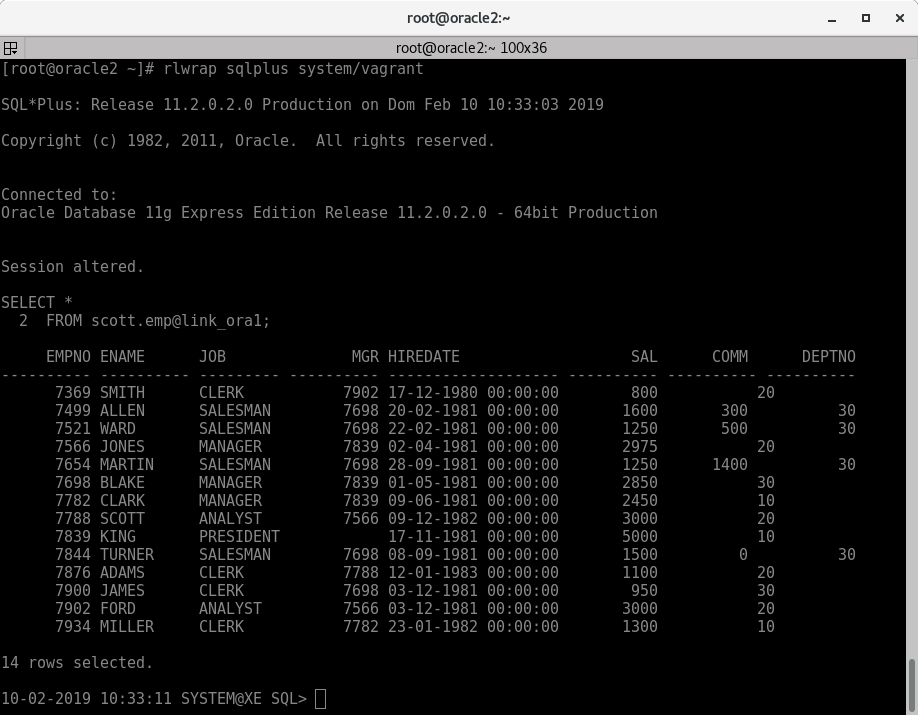 root@oracle2:~
root@oracle2:~ 100x36
[root@oracle2 ~]# rlwrap sqlplus system/vagrant
SQL*Plus: Release 11.2.0.2.0 Production on Dom Feb 10 10:33:03 2019
Copyright (c) 1982, 2011, Oracle.  All rights reserved.
Connected to:
Oracle Database 11g Express Edition Release 11.2.0.2.0 - 64bit Production
Session altered.
SELECT *
  2  FROM scott.emp@link_ora1;
     EMPNO ENAME      JOB              MGR HIREDATE                   SAL      COMM      DEPTNO
---------- ---------- --------- ---------- ------------------- ---------- ---------- ----------
      7369 SMITH      CLERK           7902 17-12-1980 00:00:00        800           20
      7499 ALLEN      SALESMAN        7698 20-02-1981 00:00:00       1600       300          30
      7521 WARD       SALESMAN        7698 22-02-1981 00:00:00       1250       500          30
      7566 JONES      MANAGER         7839 02-04-1981 00:00:00       2975           20
      7654 MARTIN     SALESMAN        7698 28-09-1981 00:00:00       1250      1400          30
      7698 BLAKE      MANAGER         7839 01-05-1981 00:00:00       2850           30
      7782 CLARK      MANAGER         7839 09-06-1981 00:00:00       2450           10
      7788 SCOTT      ANALYST         7566 09-12-1982 00:00:00       3000           20
      7839 KING       PRESIDENT            17-11-1981 00:00:00       5000           10
      7844 TURNER     SALESMAN        7698 08-09-1981 00:00:00       1500         0          30
      7876 ADAMS      CLERK           7788 12-01-1983 00:00:00       1100           20
      7900 JAMES      CLERK           7698 03-12-1981 00:00:00        950           30
      7902 FORD       ANALYST         7566 03-12-1981 00:00:00       3000           20
      7934 MILLER     CLERK           7782 23-01-1982 00:00:00       1300           10
14 rows selected.
10-02-2019 10:33:11 SYSTEM@XE SQL>